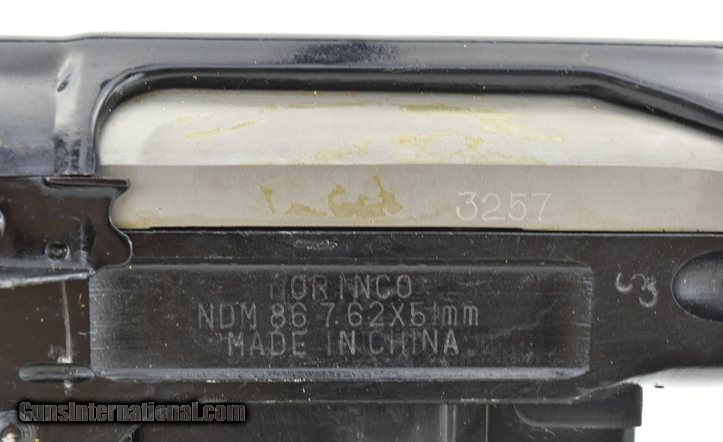 3257
NORINCO
NDM 86 7.62X51mm
MADE IN CHINA
GunsInternational.com